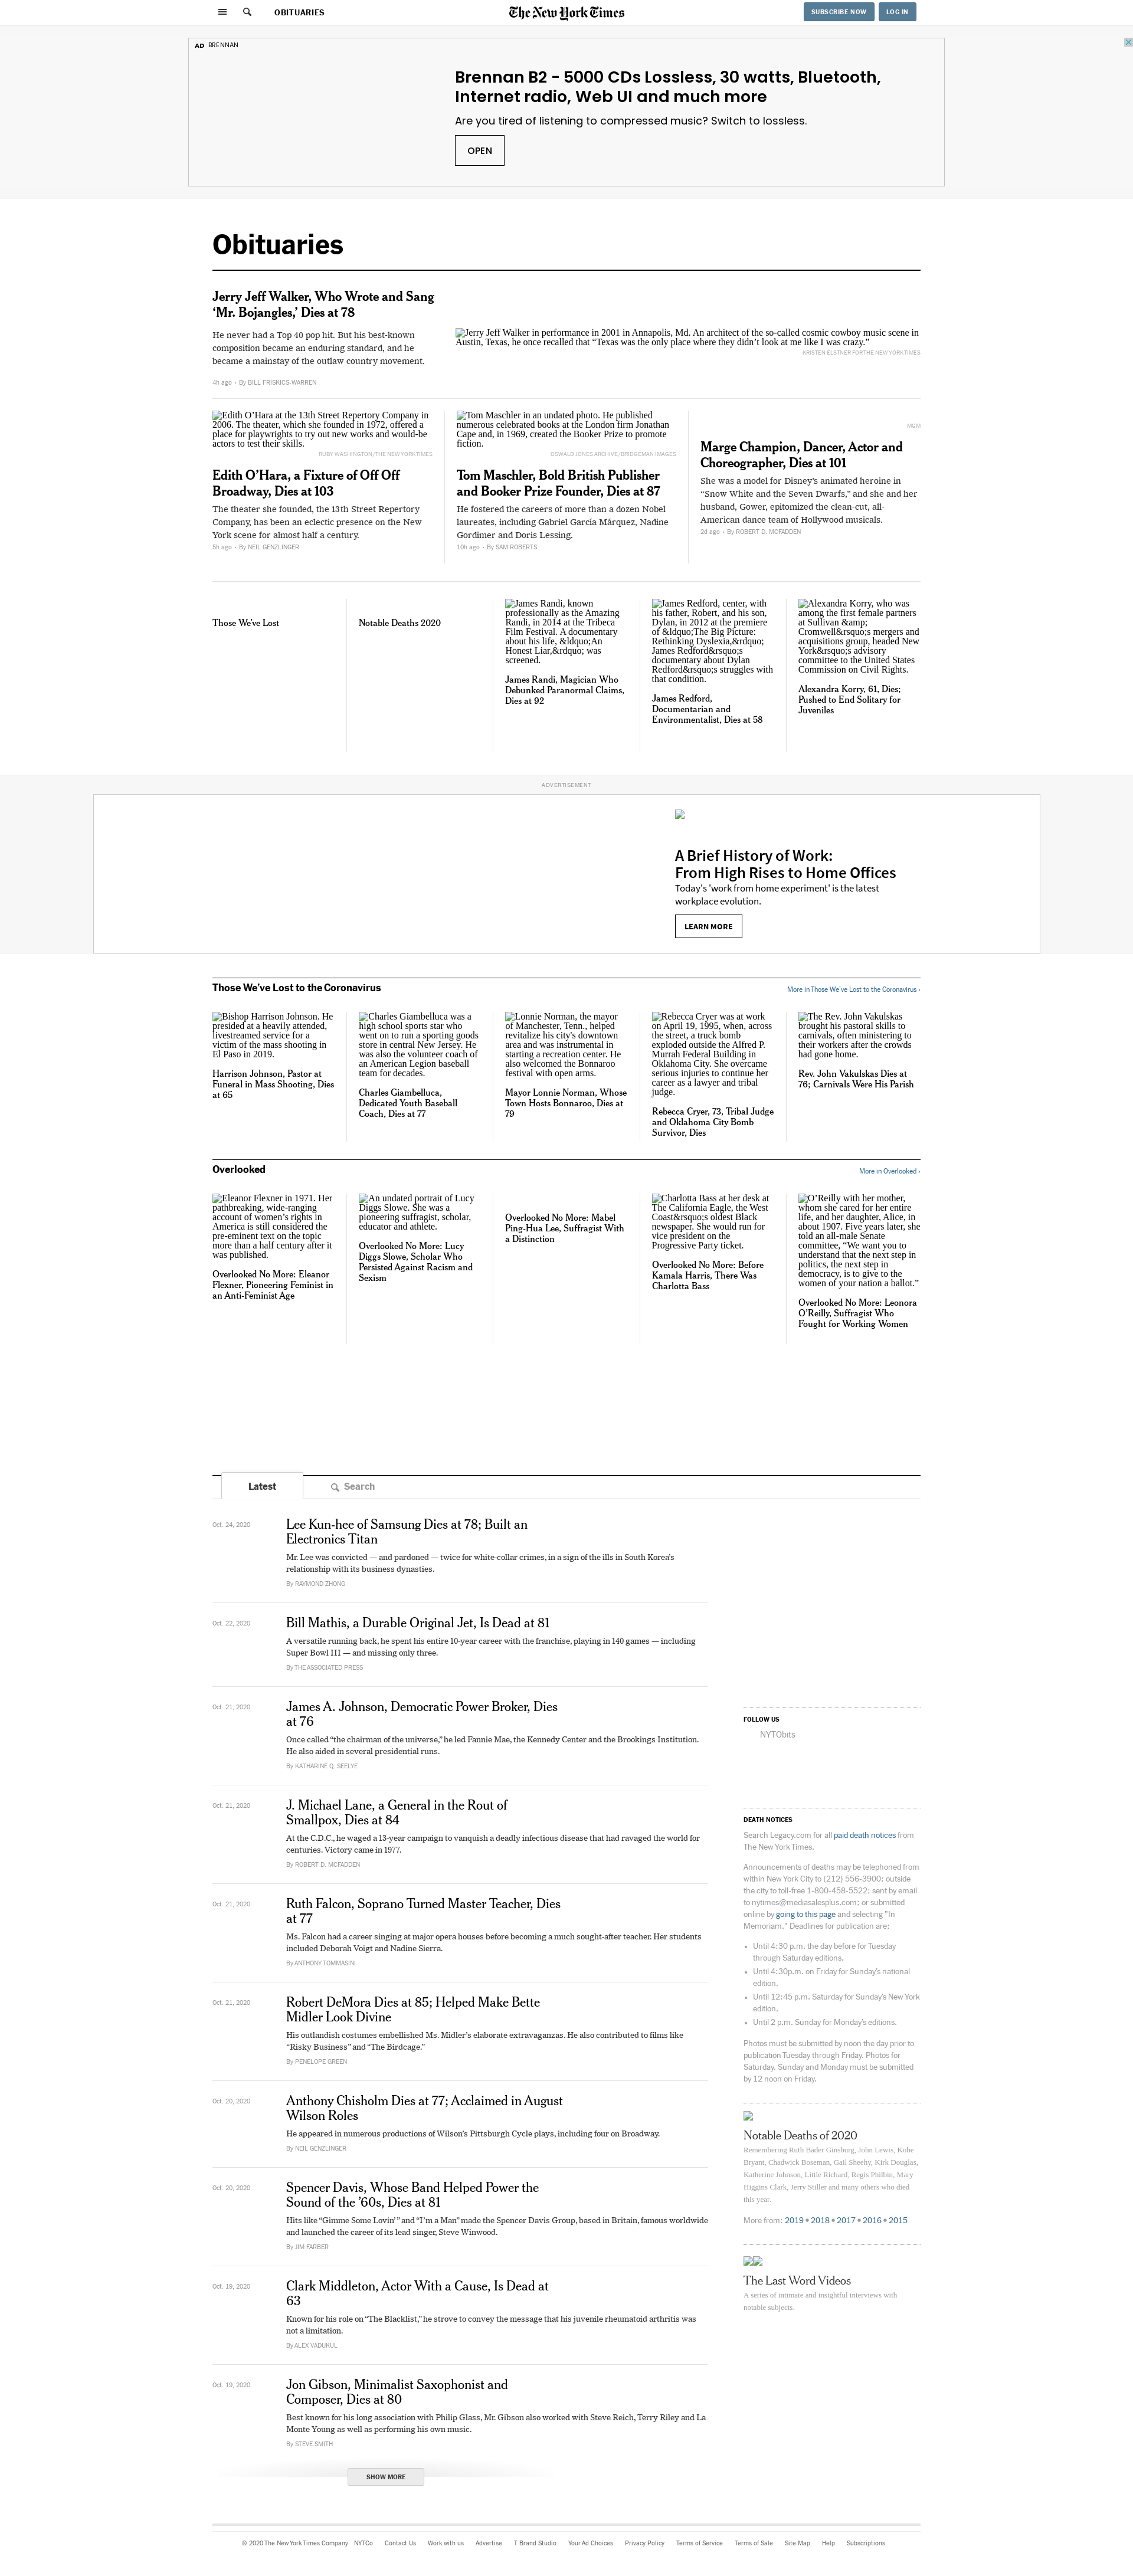 OBITUARIES
The New York Times
SUBSCRIBE NOW
LOG IN
AD BRENNAN
Brennan B2 - 5000 CDs Lossless, 30 watts, Bluetooth,
Internet radio, Web UI and much more
Are you tired of listening to compressed music? Switch to lossless.
OPEN
Obituaries
Jerry Jeff Walker, Who Wrote and Sang
‘Mr. Bojangles,’ Dies at 78
He never had a Top 40 pop hit. But his best-known
composition became an enduring standard, and he
became a mainstay of the outlaw country movement.
4h ago • By BILL FRISKICS-WARREN
Jerry Jeff Walker in performance in 2001 in Annapolis, Md. An architect of the so-called cosmic cowboy music scene in
Austin, Texas, he once recalled that “Texas was the only place where they didn’t look at me like I was crazy.”
KRISTEN ELSTNER FOR THE NEW YORK TIMES
Edith O’Hara at the 13th Street Repertory Company in
2006. The theater, which she founded in 1972, offered a
place for playwrights to try out new works and would-be
actors to test their skills.
RUBY WASHINGTON/THE NEW YORK TIMES
Edith O’Hara, a Fixture of Off Off
Broadway, Dies at 103
The theater she founded, the 13th Street Repertory
Company, has been an eclectic presence on the New
York scene for almost half a century.
5h ago • By NEIL GENZLINGER
Tom Maschler in an undated photo. He published
numerous celebrated books at the London firm Jonathan
Cape and, in 1969, created the Booker Prize to promote
fiction.
OSWALD JONES ARCHIVE/BRIDGEMAN IMAGES
Tom Maschler, Bold British Publisher
and Booker Prize Founder, Dies at 87
He fostered the careers of more than a dozen Nobel
laureates, including Gabriel García Márquez, Nadine
Gordimer and Doris Lessing.
10h ago • By SAM ROBERTS
MGM
Marge Champion, Dancer, Actor and
Choreographer, Dies at 101
She was a model for Disney’s animated heroine in
“Snow White and the Seven Dwarfs,” and she and her
husband, Gower, epitomized the clean-cut, all-
American dance team of Hollywood musicals.
2d ago • By ROBERT D. MCFADDEN
Those We’ve Lost
Notable Deaths 2020
James Randi, known
professionally as the Amazing
Randi, in 2014 at the Tribeca
Film Festival. A documentary
about his life, &ldquo;An
Honest Liar,&rdquo; was
screened.
James Randi, Magician Who
Debunked Paranormal Claims,
Dies at 92
James Redford, center, with
his father, Robert, and his son,
Dylan, in 2012 at the premiere
of &ldquo;The Big Picture:
Rethinking Dyslexia,&rdquo;
James Redford&rsquo;s
documentary about Dylan
Redford&rsquo;s struggles with
that condition.
James Redford,
Documentarian and
Environmentalist, Dies at 58
Alexandra Korry, who was
among the first female partners
at Sullivan &amp;
Cromwell&rsquo;s mergers and
acquisitions group, headed New
York&rsquo;s advisory
committee to the United States
Commission on Civil Rights.
Alexandra Korry, 61, Dies;
Pushed to End Solitary for
Juveniles
ADVERTISEMENT
A Brief History of Work:
From High Rises to Home Offices
Today's 'work from home experiment' is the latest
workplace evolution.
LEARN MORE
Those We’ve Lost to the Coronavirus
More in Those We’ve Lost to the Coronavirus ›
Bishop Harrison Johnson. He
presided at a heavily attended,
livestreamed service for a
victim of the mass shooting in
El Paso in 2019.
Harrison Johnson, Pastor at
Funeral in Mass Shooting, Dies
at 65
Charles Giambelluca was a
high school sports star who
went on to run a sporting goods
store in central New Jersey. He
was also the volunteer coach of
an American Legion baseball
team for decades.
Charles Giambelluca,
Dedicated Youth Baseball
Coach, Dies at 77
Lonnie Norman, the mayor
of Manchester, Tenn., helped
revitalize his city's downtown
area and was instrumental in
starting a recreation center. He
also welcomed the Bonnaroo
festival with open arms.
Mayor Lonnie Norman, Whose
Town Hosts Bonnaroo, Dies at
79
Rebecca Cryer was at work
on April 19, 1995, when, across
the street, a truck bomb
exploded outside the Alfred P.
Murrah Federal Building in
Oklahoma City. She overcame
serious injuries to continue her
career as a lawyer and tribal
judge.
Rebecca Cryer, 73, Tribal Judge
and Oklahoma City Bomb
Survivor, Dies
The Rev. John Vakulskas
brought his pastoral skills to
carnivals, often ministering to
their workers after the crowds
had gone home.
Rev. John Vakulskas Dies at
76; Carnivals Were His Parish
Overlooked
More in Overlooked ›
Eleanor Flexner in 1971. Her
pathbreaking, wide-ranging
account of women’s rights in
America is still considered the
pre-eminent text on the topic
more than a half century after it
was published.
Overlooked No More: Eleanor
Flexner, Pioneering Feminist in
an Anti-Feminist Age
An undated portrait of Lucy
Diggs Slowe. She was a
pioneering suffragist, scholar,
educator and athlete.
Overlooked No More: Lucy
Diggs Slowe, Scholar Who
Persisted Against Racism and
Sexism
Overlooked No More: Mabel
Ping-Hua Lee, Suffragist With
a Distinction
Charlotta Bass at her desk at
The California Eagle, the West
Coast&rsquo;s oldest Black
newspaper. She would run for
vice president on the
Progressive Party ticket.
Overlooked No More: Before
Kamala Harris, There Was
Charlotta Bass
O’Reilly with her mother,
whom she cared for her entire
life, and her daughter, Alice, in
about 1907. Five years later, she
told an all-male Senate
committee, “We want you to
understand that the next step in
politics, the next step in
democracy, is to give to the
women of your nation a ballot.”
Overlooked No More: Leonora
O’Reilly, Suffragist Who
Fought for Working Women
Latest
Search
Oct. 24, 2020
Lee Kun-hee of Samsung Dies at 78; Built an
Electronics Titan
Mr. Lee was convicted — and pardoned — twice for white-collar crimes, in a sign of the ills in South Korea’s
relationship with its business dynasties.
By RAYMOND ZHONG
Oct. 22, 2020
Bill Mathis, a Durable Original Jet, Is Dead at 81
A versatile running back, he spent his entire 10-year career with the franchise, playing in 140 games — including
Super Bowl III — and missing only three.
By THE ASSOCIATED PRESS
Oct. 21, 2020
James A. Johnson, Democratic Power Broker, Dies
at 76
Once called “the chairman of the universe,” he led Fannie Mae, the Kennedy Center and the Brookings Institution.
He also aided in several presidential runs.
By KATHARINE Q. SEELYE
Oct. 21, 2020
J. Michael Lane, a General in the Rout of
Smallpox, Dies at 84
At the C.D.C., he waged a 13-year campaign to vanquish a deadly infectious disease that had ravaged the world for
centuries. Victory came in 1977.
By ROBERT D. MCFADDEN
Oct. 21, 2020
Ruth Falcon, Soprano Turned Master Teacher, Dies
at 77
Ms. Falcon had a career singing at major opera houses before becoming a much sought-after teacher. Her students
included Deborah Voigt and Nadine Sierra.
By ANTHONY TOMMASINI
Oct. 21, 2020
Robert DeMora Dies at 85; Helped Make Bette
Midler Look Divine
His outlandish costumes embellished Ms. Midler’s elaborate extravaganzas. He also contributed to films like
“Risky Business” and “The Birdcage.”
By PENELOPE GREEN
Oct. 20, 2020
Anthony Chisholm Dies at 77; Acclaimed in August
Wilson Roles
He appeared in numerous productions of Wilson’s Pittsburgh Cycle plays, including four on Broadway.
By NEIL GENZLINGER
Oct. 20, 2020
Spencer Davis, Whose Band Helped Power the
Sound of the ’60s, Dies at 81
Hits like “Gimme Some Lovin’ ” and “I’m a Man” made the Spencer Davis Group, based in Britain, famous worldwide
and launched the career of its lead singer, Steve Winwood.
By JIM FARBER
Oct. 19, 2020
Clark Middleton, Actor With a Cause, Is Dead at
63
Known for his role on “The Blacklist,” he strove to convey the message that his juvenile rheumatoid arthritis was
not a limitation.
By ALEX VADUKUL
Oct. 19, 2020
Jon Gibson, Minimalist Saxophonist and
Composer, Dies at 80
Best known for his long association with Philip Glass, Mr. Gibson also worked with Steve Reich, Terry Riley and La
Monte Young as well as performing his own music.
By STEVE SMITH
SHOW MORE
FOLLOW US
NYTObits
DEATH NOTICES
Search Legacy.com for all paid death notices from
The New York Times.
Announcements of deaths may be telephoned from
within New York City to (212) 556-3900; outside
the city to toll-free 1-800-458-5522; sent by email
to nytimes@mediasalesplus.com; or submitted
online by going to this page and selecting "In
Memoriam." Deadlines for publication are:
• Until 4:30 p.m. the day before for Tuesday
through Saturday editions.
• Until 4:30p.m. on Friday for Sunday's national
edition.
• Until 12:45 p.m. Saturday for Sunday's New York
edition.
• Until 2 p.m. Sunday for Monday's editions.
Photos must be submitted by noon the day prior to
publication Tuesday through Friday. Photos for
Saturday, Sunday and Monday must be submitted
by 12 noon on Friday.
Notable Deaths of 2020
Remembering Ruth Bader Ginsburg, John Lewis, Kobe
Bryant, Chadwick Boseman, Gail Sheehy, Kirk Douglas,
Katherine Johnson, Little Richard, Regis Philbin, Mary
Higgins Clark, Jerry Stiller and many others who died
this year.
More from: 2019 • 2018 • 2017 • 2016 • 2015
The Last Word Videos
A series of intimate and insightful interviews with
notable subjects.
© 2020 The New York Times Company
NYTCo
Contact Us
Work with us
Advertise
T Brand Studio
Your Ad Choices
Privacy Policy
Terms of Service
Terms of Sale
Site Map
Help
Subscriptions